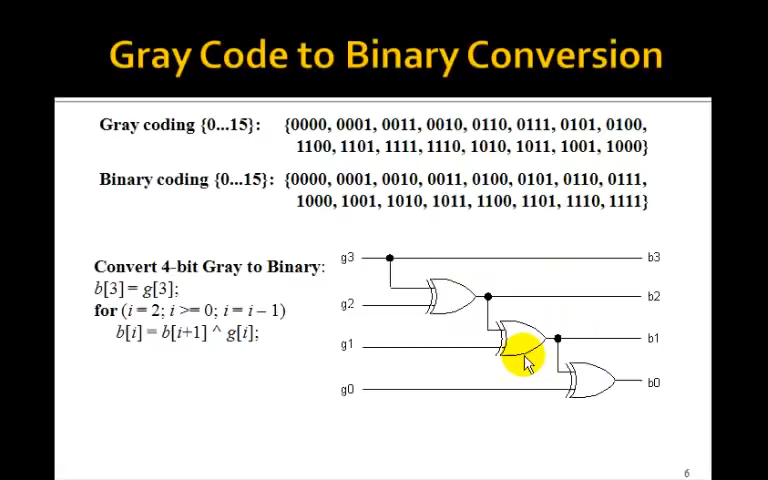 Gray Code to Binary Conversion
Gray coding {0...15}: {0000, 0001, 0011, 0010, 0110, 0111, 0101, 0100,
1100, 1101, 1111, 1110, 1010, 1011, 1001, 1000}
Binary coding {0...15}: {0000, 0001, 0010, 0011, 0100, 0101, 0110, 0111,
1000, 1001, 1010, 1011, 1100, 1101, 1110, 1111}
Convert 4-bit Gray to Binary:
b[3] = g[3];
for (i = 2; i >= 0; i = i – 1)
b[i] = b[i+1] ^ g[i];
g3 b3
g2 b2
g1 b1
g0 b0
6